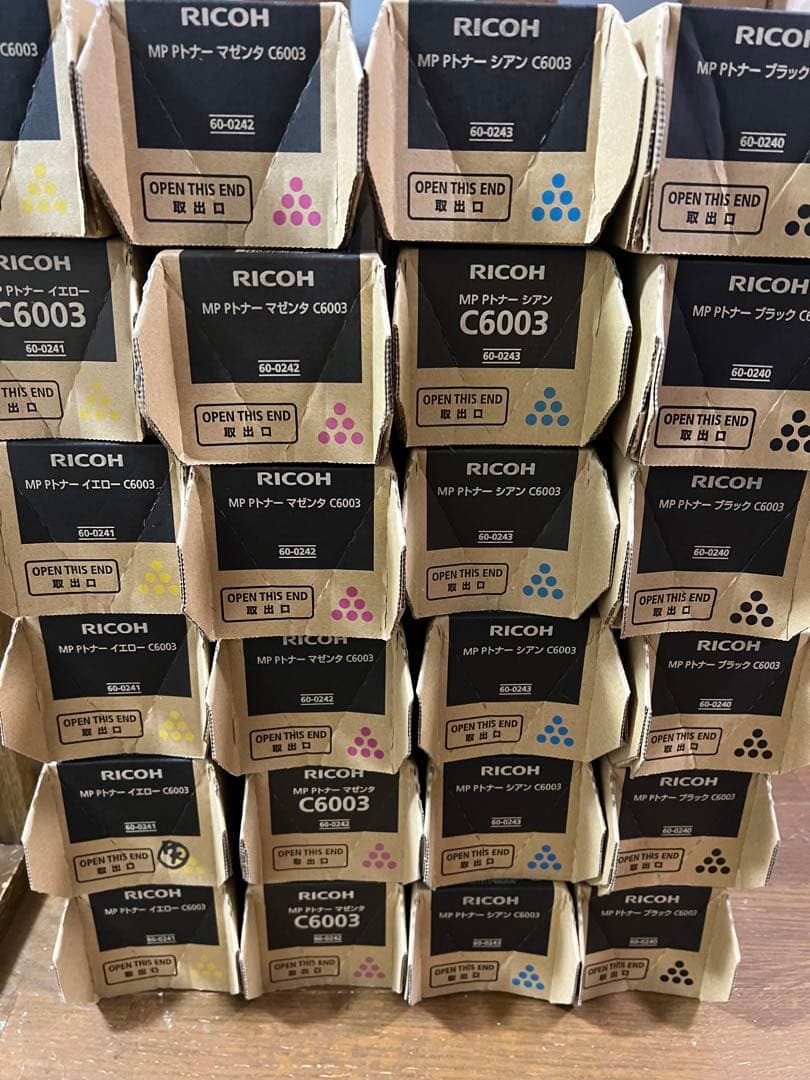 C6003
RICOH
MP Pトナー マゼンタ C6003
60-0242
OPEN THIS END
取出口
RICOH
MP Pトナー シアン C6003
60-0243
OPEN THIS END
取出口
RICOH
MP Pトナー ブラック
60-0240
OPEN THIS END
取出口
RICOH
Pトナー イエロー
C6003
60-0241
THIS END
出口
RICOH
MP Pトナー マゼンタ C6003
60-0242
OPEN THIS END
取出口
RICOH
MP Pトナー シアン
C6003
60-0243
OPEN THIS END
取出口
RICOH
MP Pトナー ブラック C6
60-0240
OPEN THIS END
取出口
RICOH
MP Pトナー イエロー C6003
60-0241
OPEN THIS END
取出口
RICOH
MP Pトナー マゼンタ C6003
60-0242
OPEN THIS END
取出口
RICOH
MP Pトナー シアン C6003
60-0243
OPEN THIS END
取出口
RICOH
MP Pトナー ブラック C6003
60-0240
OPEN THIS END
取出口
RICOH
MP Pトナー イエロー C6003
60-0241
OPEN THIS END
取出口
RICOH
MP Pトナー マゼンタ C6003
60-0242
OPEN THIS END
取出口
RICOH
MP Pトナー シアン C6003
60-0243
OPEN THIS END
取出口
RICOH
MP Pトナー ブラック C6003
60-0240
OPEN THIS END
取出口
RICOH
MP Pトナー イエロー C6003
60-0241
OPEN THIS END
取出口
RICOH
MP Pトナー マゼンタ
C6003
60-0242
OPEN THIS END
取出口
RICOH
MP Pトナー シアン C6003
60-0243
OPEN THIS END
取出口
RICOH
MP Pトナー ブラック C6003
60-0240
OPEN THIS END
取出口
RICOH
MP Pトナー イエロー C6003
60-0241
OPEN THIS END
取出口
RICOH
MP Pトナー マゼンタ
C6003
60-0242
OPEN THIS END
取出口
RICOH
MP Pトナー シアン C6003
60-0243
OPEN THIS END
取出口
RICOH
MP Pトナー ブラック C6003
60-0240
OPEN THIS END
取出口